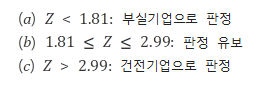 (a) Z < 1.81: 부실기업으로 판정
(b) 1.81 ≤ Z ≤ 2.99: 판정 유보
(c) Z > 2.99: 건전기업으로 판정